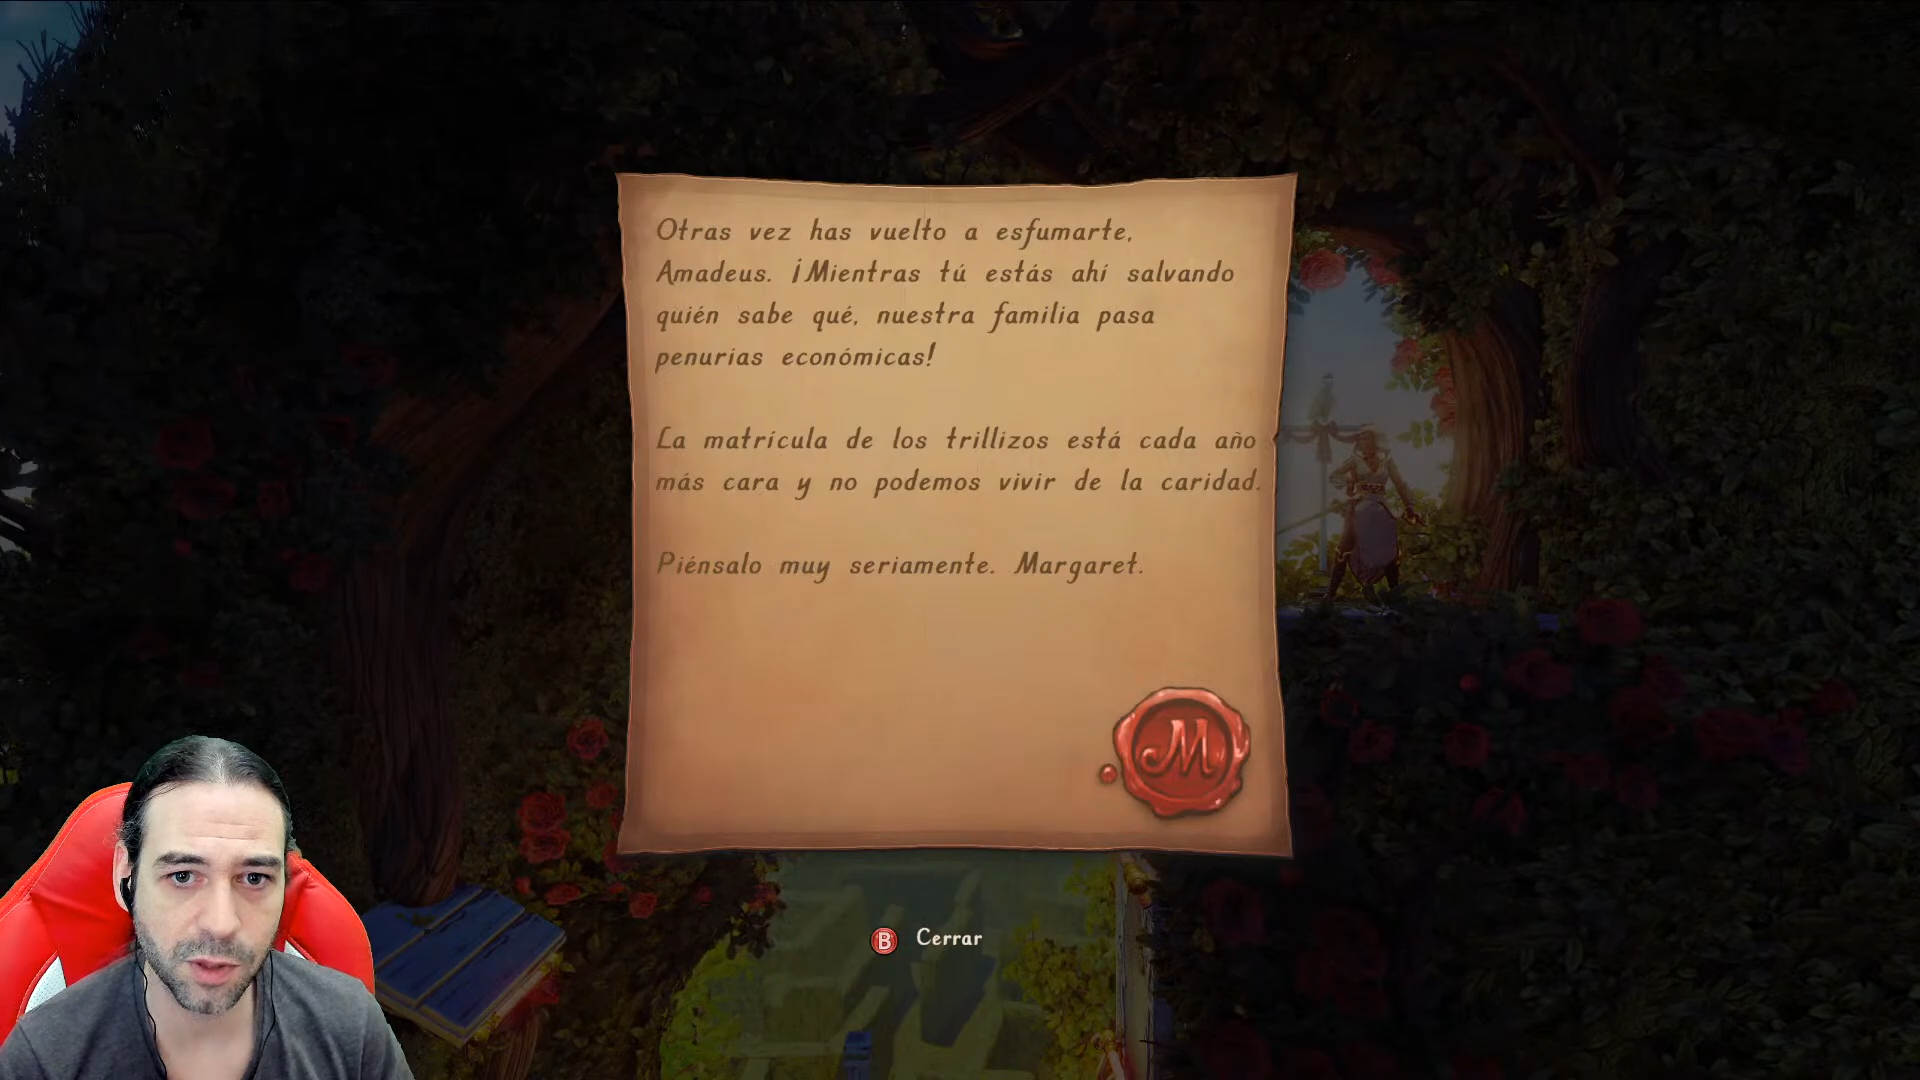 Otras vez has vuelto a esfumarte,
Amadeus. ¡Mientras tú estás ahí salvando
quién sabe qué, nuestra familia pasa
penurias económicas!
La matrícula de los trillizos está cada año
más cara y no podemos vivir de la caridad.
Piénsalo muy seriamente. Margaret.
M
B Cerrar